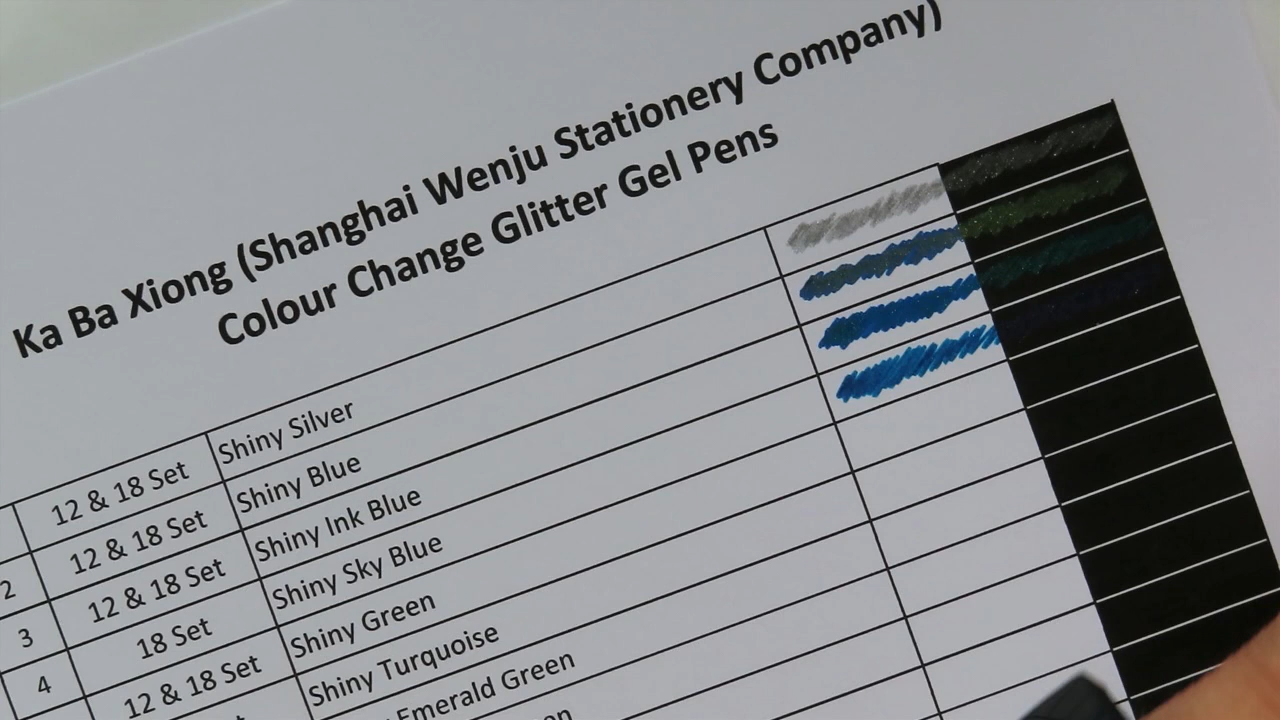 Ka Ba Xiong (Shanghai Wenju Stationery Company)
Colour Change Glitter Gel Pens
12 & 18 Set Shiny Silver
2 12 & 18 Set Shiny Blue
3 12 & 18 Set Shiny Ink Blue
4 18 Set Shiny Sky Blue
12 & 18 Set Shiny Green
Shiny Turquoise
Emerald Green